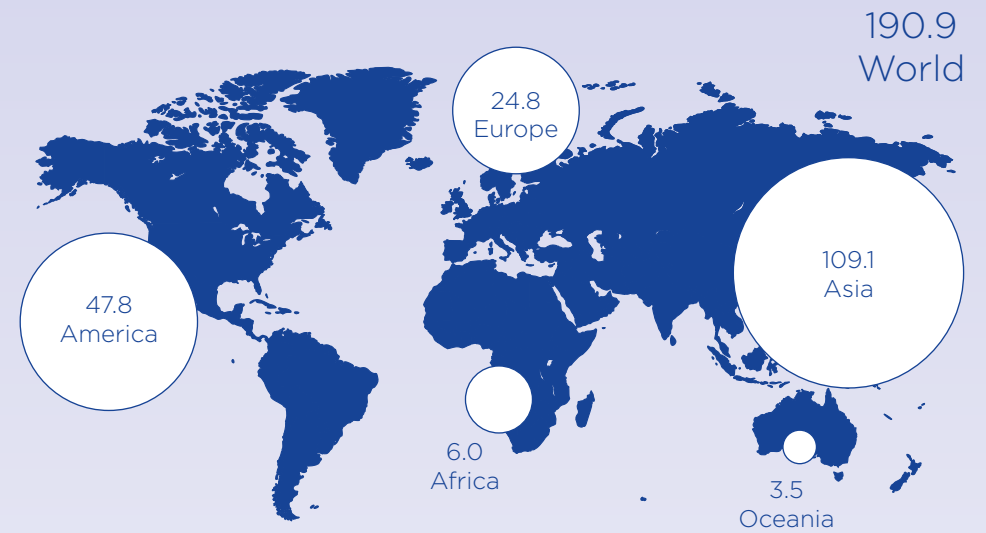 190.9
World
24.8
Europe
109.1
Asia
47.8
America
6.0
Africa
3.5
Oceania